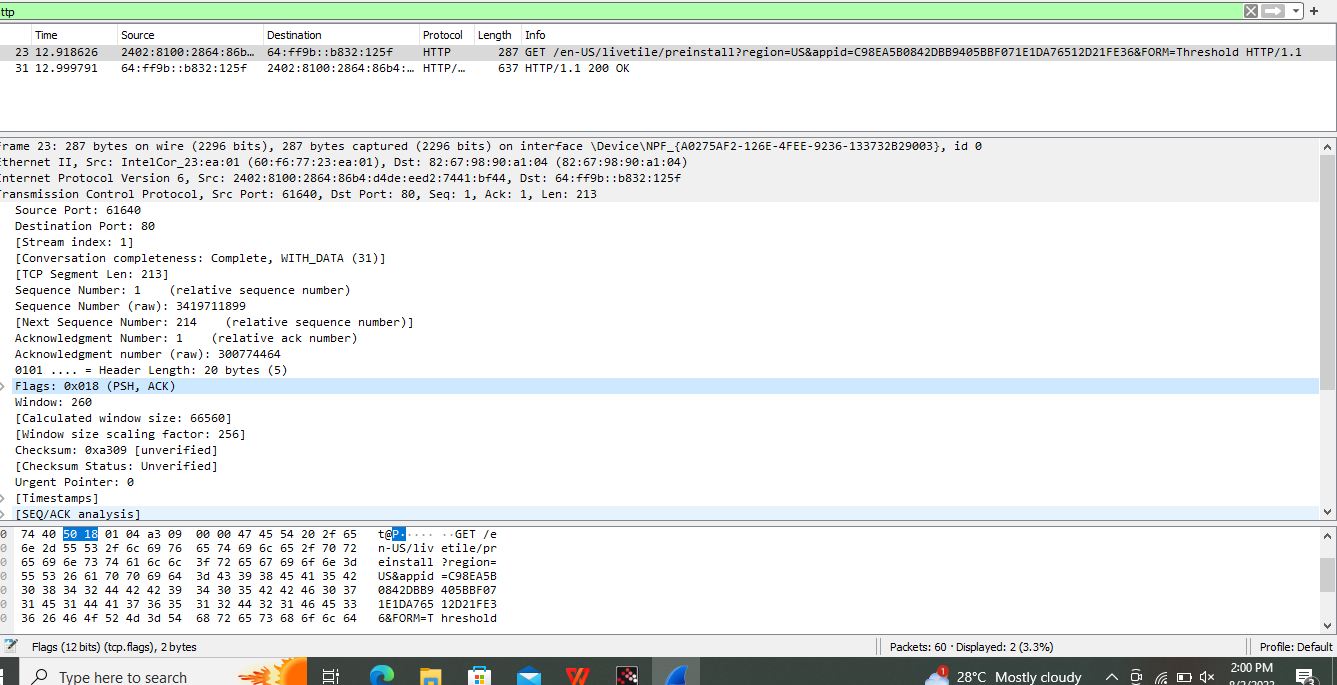 ttp
Time Source Destination Protocol Length Info
23 12.918626 2402:8100:2864:86b… 64:ff9b::b832:125f HTTP 287 GET /en-US/livetile/preinstall?region=US&appid=C98EA5B0842DBB9405BBF071E1DA76512D21FE36&FORM=Threshold HTTP/1.1
31 12.999791 64:ff9b::b832:125f 2402:8100:2864:86b4:… HTTP/… 637 HTTP/1.1 200 OK
rame 23: 287 bytes on wire (2296 bits), 287 bytes captured (2296 bits) on interface \Device\NPF_{A0275AF2-126E-4FEE-9236-133732B29003}, id 0
thernet II, Src: IntelCor_23:ea:01 (60:f6:77:23:ea:01), Dst: 82:67:98:90:a1:04 (82:67:98:90:a1:04)
nternet Protocol Version 6, Src: 2402:8100:2864:86b4:d4de:eed2:7441:bf44, Dst: 64:ff9b::b832:125f
ransmission Control Protocol, Src Port: 61640, Dst Port: 80, Seq: 1, Ack: 1, Len: 213
Source Port: 61640
Destination Port: 80
[Stream index: 1]
[Conversation completeness: Complete, WITH_DATA (31)]
[TCP Segment Len: 213]
Sequence Number: 1 (relative sequence number)
Sequence Number (raw): 3419711899
[Next Sequence Number: 214 (relative sequence number)]
Acknowledgment Number: 1 (relative ack number)
Acknowledgment number (raw): 300774464
0101 .... = Header Length: 20 bytes (5)
Flags: 0x018 (PSH, ACK)
Window: 260
[Calculated window size: 66560]
[Window size scaling factor: 256]
Checksum: 0xa309 [unverified]
[Checksum Status: Unverified]
Urgent Pointer: 0
[Timestamps]
[SEQ/ACK analysis]
0 74 40 50 18 01 04 a3 09 00 00 47 45 54 20 2f 65 t@P····· ··GET /e
0 6e 2d 55 53 2f 6c 69 76 65 74 69 6c 65 2f 70 72 n-US/liv etile/pr
0 65 69 6e 73 74 61 6c 6c 3f 72 65 67 69 6f 6e 3d einstall ?region=
0 55 53 26 61 70 70 69 64 3d 43 39 38 45 41 35 42 US&appid =C98EA5B
0 30 38 34 32 44 42 42 39 34 30 35 42 42 46 30 37 0842DBB9 405BBF07
0 31 45 31 44 41 37 36 35 31 32 44 32 31 46 45 33 1E1DA765 12D21FE3
0 36 26 46 4f 52 4d 3d 54 68 72 65 73 68 6f 6c 64 6&FORM=T hreshold
Flags (12 bits) (tcp.flags), 2 bytes Packets: 60 · Displayed: 2 (3.3%) Profile: Default
Type here to search 1 28°C Mostly cloudy 2:00 PM
3